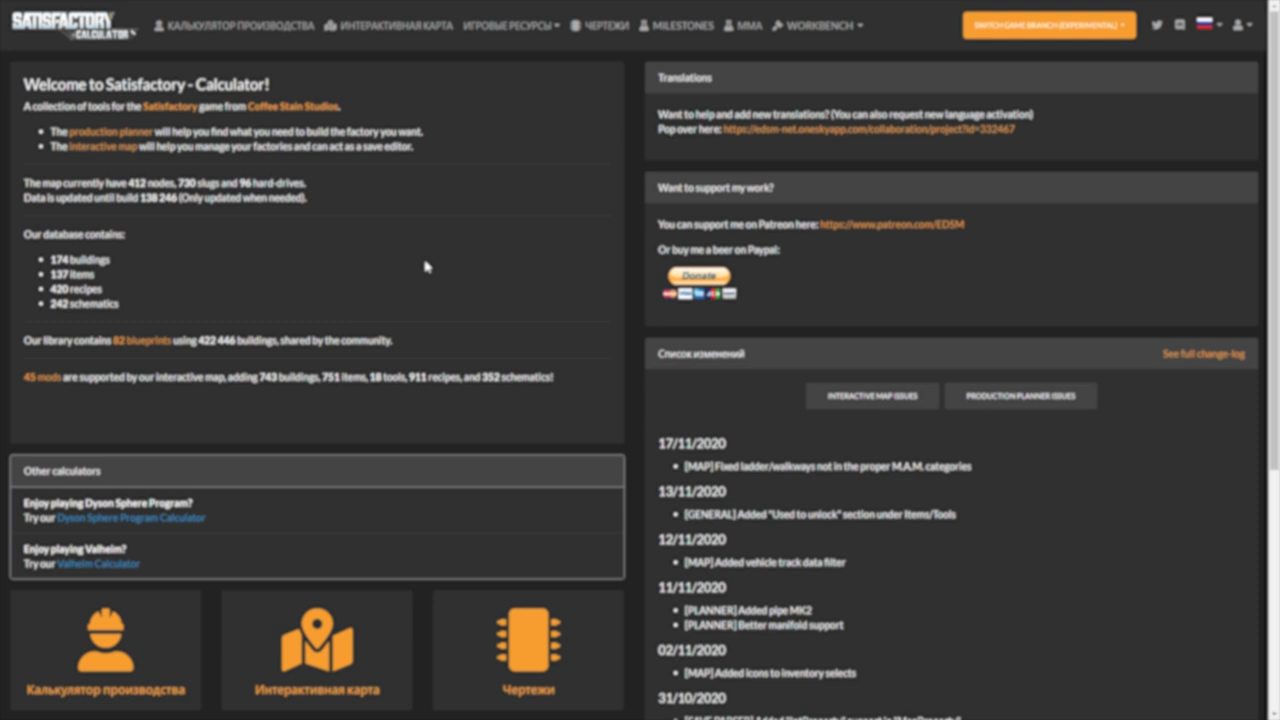 SATISFACTORY
CALCULATOR
КАЛЬКУЛЯТОР ПРОИЗВОДСТВА
ИНТЕРАКТИВНАЯ КАРТА
ИГРОВЫЕ РЕСУРСЫ
ЧЕРТЕЖИ
MILESTONES
MMA
WORKBENCH
SWITCH GAME BRANCH (EXPERIMENTAL)
Welcome to Satisfactory - Calculator!
A collection of tools for the Satisfactory game from Coffee Stain Studios.
The production planner will help you find what you need to build the factory you want.
The interactive map will help you manage your factories and can act as a save editor.
The map currently have 412 nodes, 730 slugs and 96 hard-drives.
Data is updated until build 138 246 (Only updated when needed).
Our database contains:
174 buildings
137 items
420 recipes
242 schematics
Our library contains 82 blueprints using 422 446 buildings, shared by the community.
45 mods are supported by our interactive map, adding 743 buildings, 751 items, 18 tools, 911 recipes, and 352 schematics!
Other calculators
Enjoy playing Dyson Sphere Program?
Try our Dyson Sphere Program Calculator
Enjoy playing Valheim?
Try our Valheim Calculator
Калькулятор производства
Интерактивная карта
Чертежи
Translations
Want to help and add new translations? (You can also request new language activation)
Pop over here: https://edsm-net.oneskyapp.com/collaboration/project?id=332467
Want to support my work?
You can support me on Patreon here: https://www.patreon.com/EDSM
Or buy me a beer on Paypal:
Donate
Список изменений
See full change-log
INTERACTIVE MAP ISSUES
PRODUCTION PLANNER ISSUES
17/11/2020
[MAP] Fixed ladder/walkways not in the proper M.A.M. categories
13/11/2020
[GENERAL] Added "Used to unlock" section under Items/Tools
12/11/2020
[MAP] Added vehicle track data filter
11/11/2020
[PLANNER] Added pipe MK2
[PLANNER] Better manifold support
02/11/2020
[MAP] Added icons to inventory selects
31/10/2020